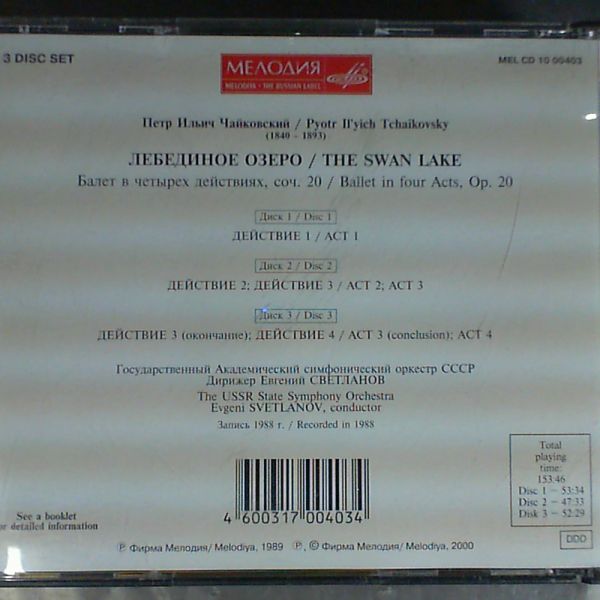 3 DISC SET
МЕЛОДИЯ
MELODIYA · THE RUSSIAN LABEL
MEL CD 10 00403
Петр Ильич Чайковский / Pyotr Il'yich Tchaikovsky
(1840 - 1893)
ЛЕБЕДИНОЕ ОЗЕРО / THE SWAN LAKE
Балет в четырех действиях, соч. 20 / Ballet in four Acts, Op. 20
Диск 1 / Disc 1
ДЕЙСТВИЕ 1 / ACT 1
Диск 2 / Disc 2
ДЕЙСТВИЕ 2; ДЕЙСТВИЕ 3 / ACT 2; ACT 3
Диск 3 / Disc 3
ДЕЙСТВИЕ 3 (окончание); ДЕЙСТВИЕ 4 / ACT 3 (conclusion); ACT 4
Государственный Академический симфонический оркестр СССР
Дирижер Евгений СВЕТЛАНОВ
The USSR State Symphony Orchestra
Evgeni SVETLANOV, conductor
Запись 1988 г. / Recorded in 1988
Total
playing
time:
153:46
Disc 1 – 53:34
Disc 2 – 47:33
Disk 3 – 52:29
See a booklet
or detailed information
4 600317 004034
DDD
℗ Фирма Мелодия/ Melodiya, 1989 ℗, © Фирма Мелодия/ Melodiya, 2000